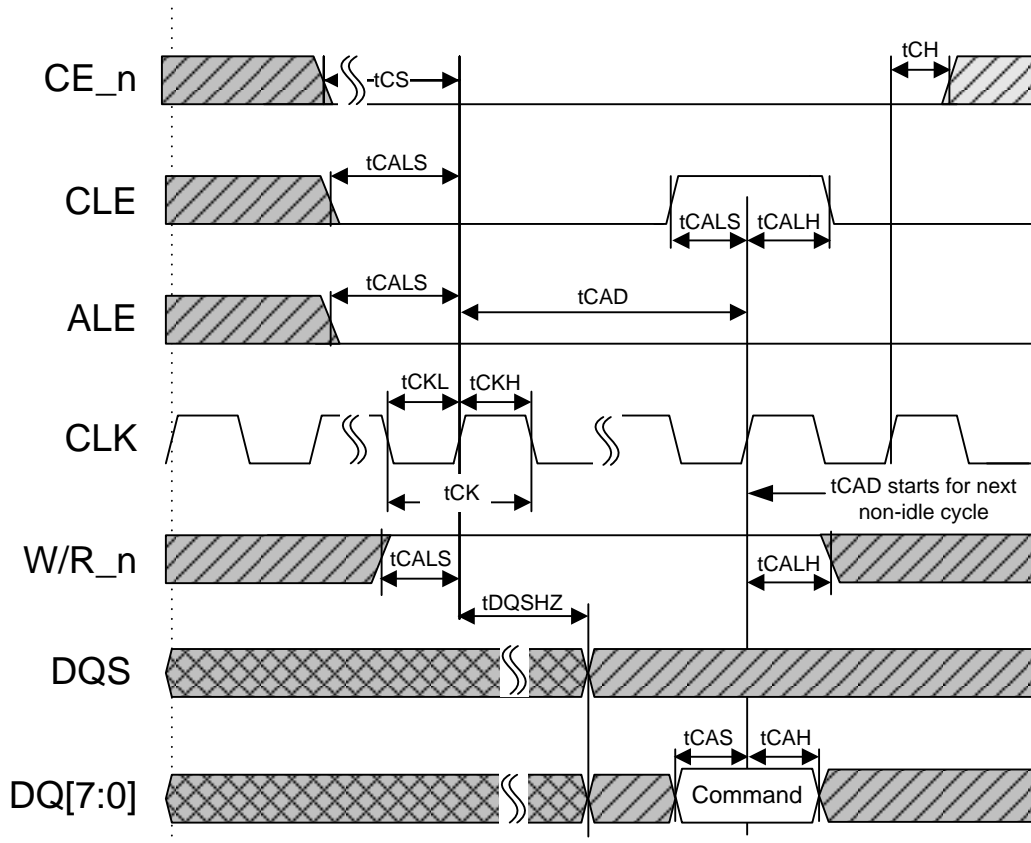 tCH
CE_n
tCS
tCALS
CLE
tCALS
tCALH
tCALS
ALE
tCAD
tCKL
tCKH
CLK
tCK
tCAD starts for next
non-idle cycle
W/R_n
tCALS
tCALH
tDQSHZ
DQS
tCAS
tCAH
DQ[7:0]
Command